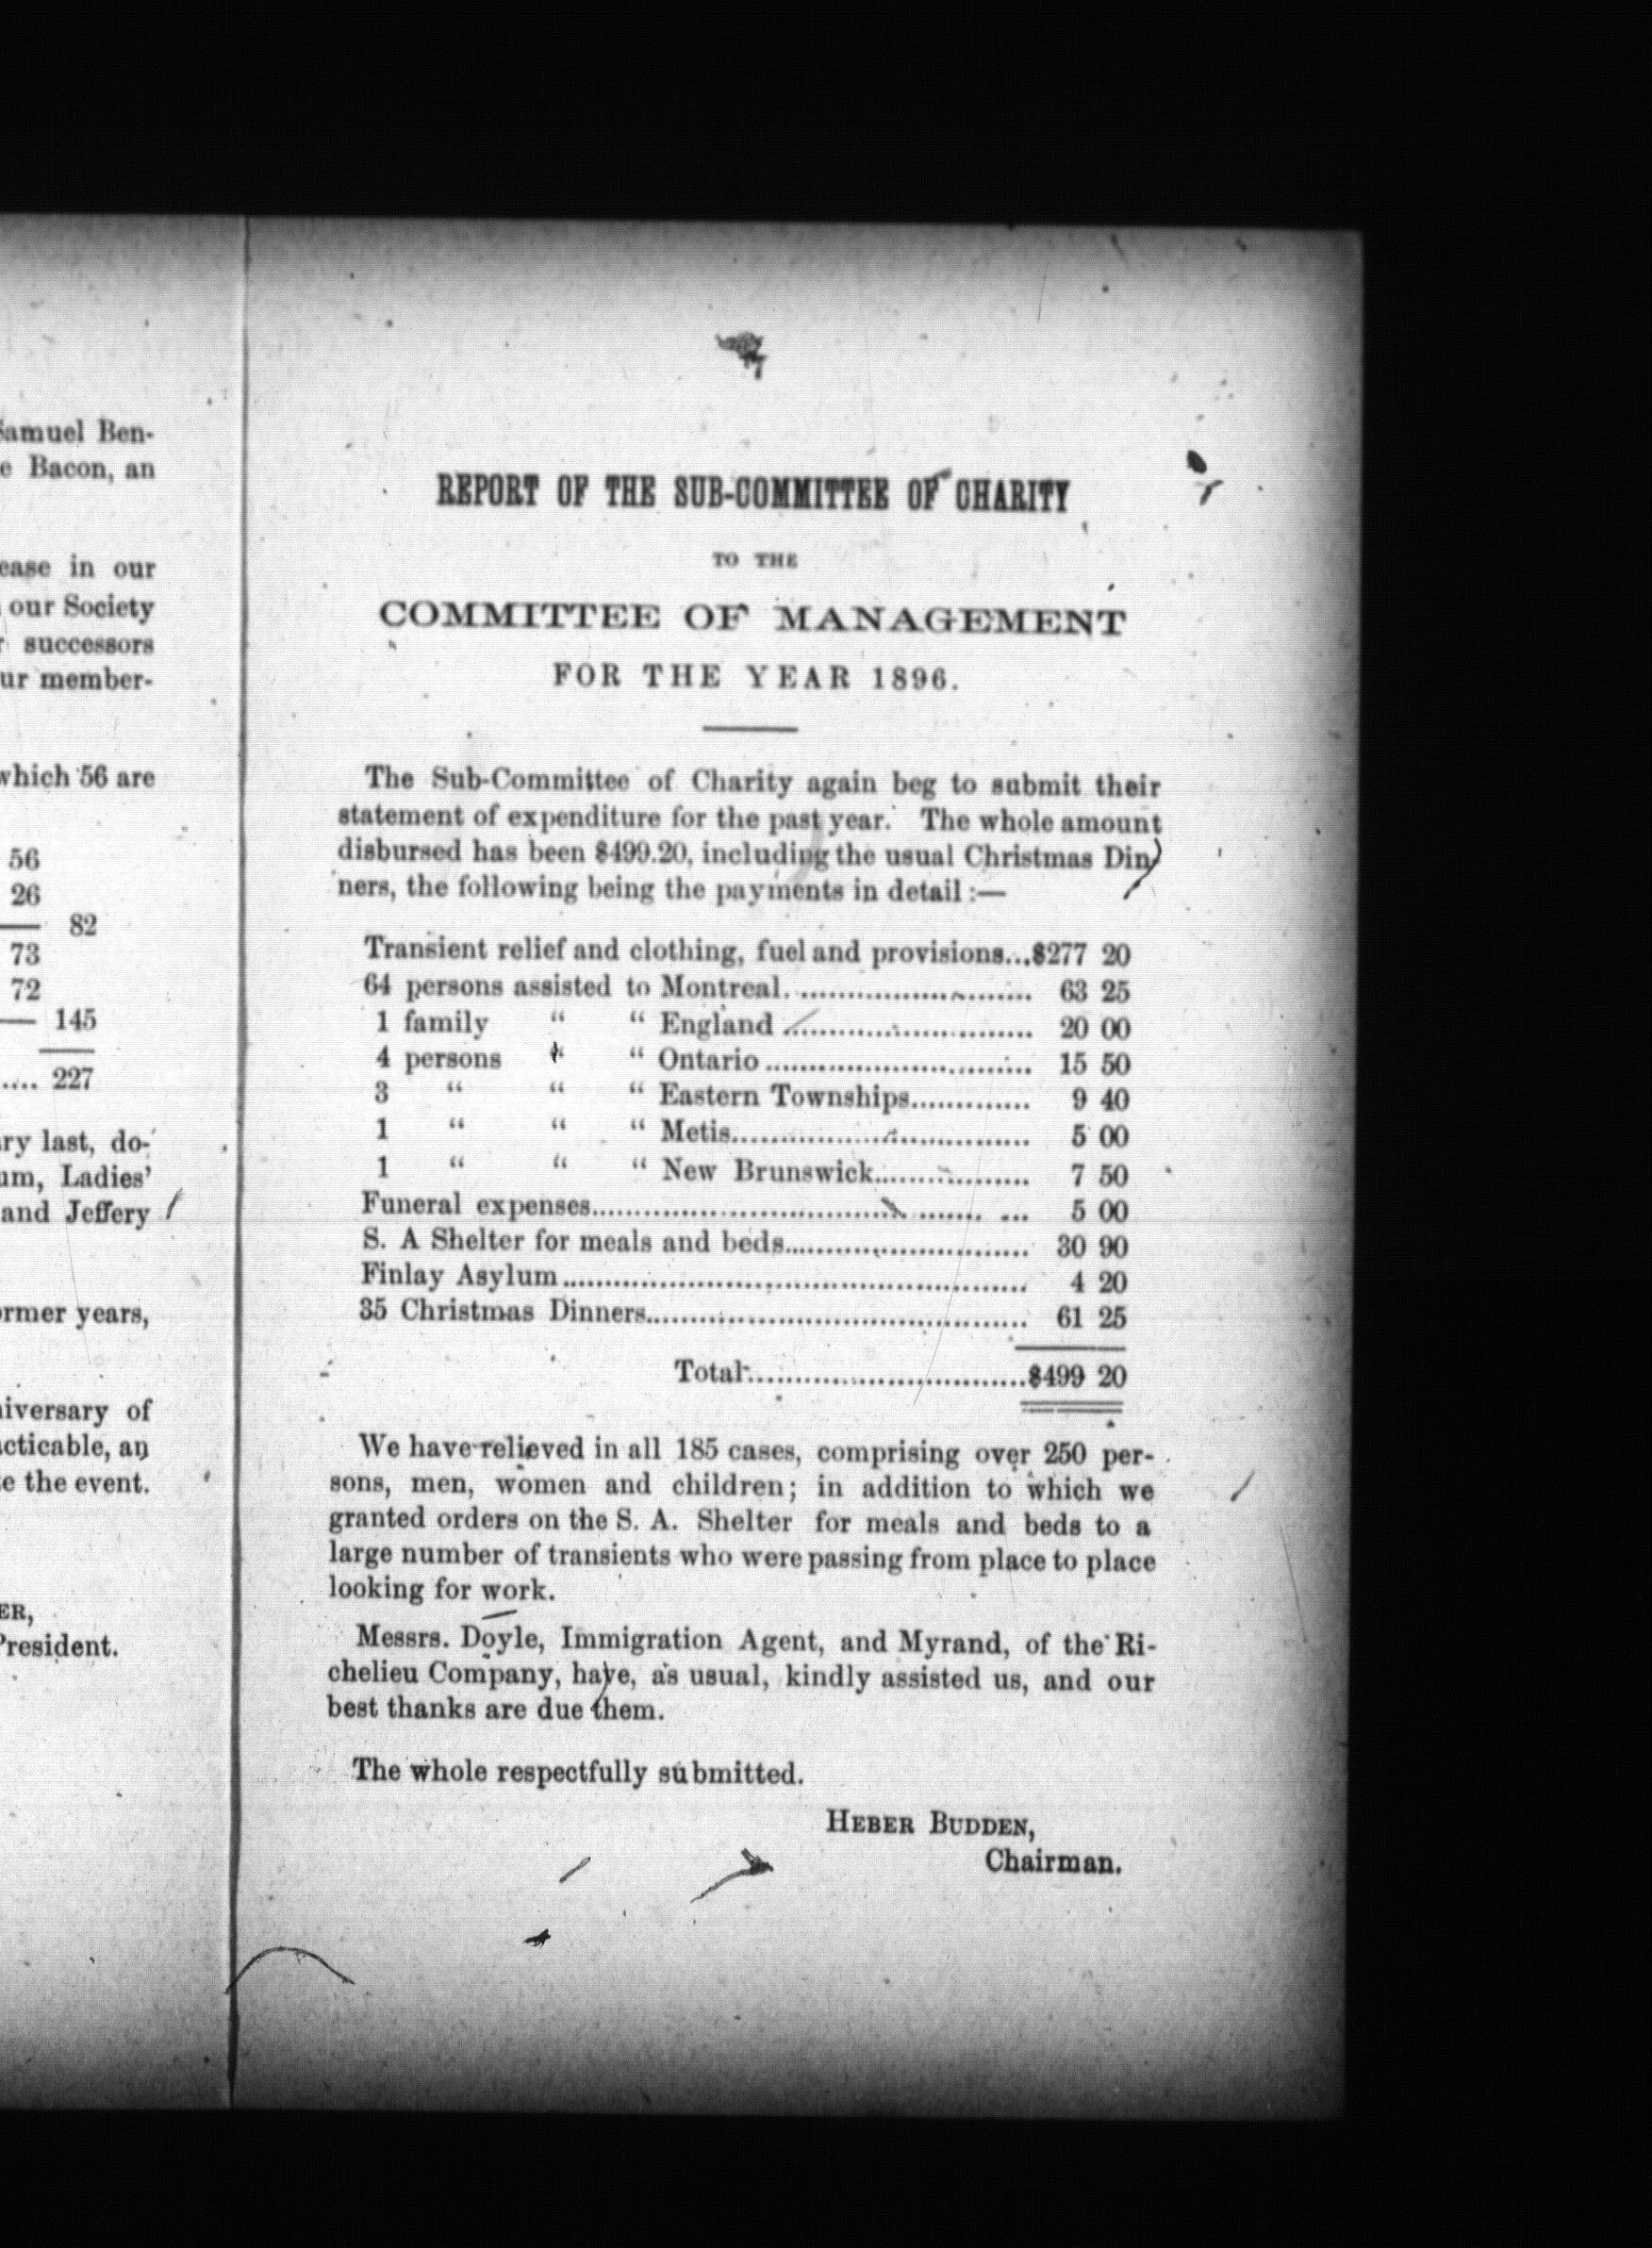 Samuel Ben-
e Bacon, an
ease in our
our Society
successors
ur member-
which 56 are
56
26
82
73
72
145
.... 227
ry last, do-
um, Ladies'
and Jeffery
ormer years,
niversary of
acticable, an
te the event.
ER,
President.
REPORT OF THE SUB-COMMITTEE OF CHARITY
TO THE
COMMITTEE OF MANAGEMENT
FOR THE YEAR 1896.
The Sub-Committee of Charity again beg to submit their
statement of expenditure for the past year. The whole amount
disbursed has been $499.20, including the usual Christmas Din-
ners, the following being the payments in detail :—
Transient relief and clothing, fuel and provisions...$277 20
64 persons assisted to Montreal............................ 63 25
1 family " " England............................ 20 00
4 persons " " Ontario............................ 15 50
3 " " " Eastern Townships............. 9 40
1 " " " Metis............................ 5 00
1 " " " New Brunswick................. 7 50
Funeral expenses............................ ....... ... 5 00
S. A Shelter for meals and beds............................ 30 90
Finlay Asylum............................................ 4 20
35 Christmas Dinners............................................ 61 25
Total................................$499 20
We have relieved in all 185 cases, comprising over 250 per-
sons, men, women and children; in addition to which we
granted orders on the S. A. Shelter for meals and beds to a
large number of transients who were passing from place to place
looking for work.
Messrs. Doyle, Immigration Agent, and Myrand, of the Ri-
chelieu Company, have, as usual, kindly assisted us, and our
best thanks are due them.
The whole respectfully submitted.
HEBER BUDDEN,
Chairman.